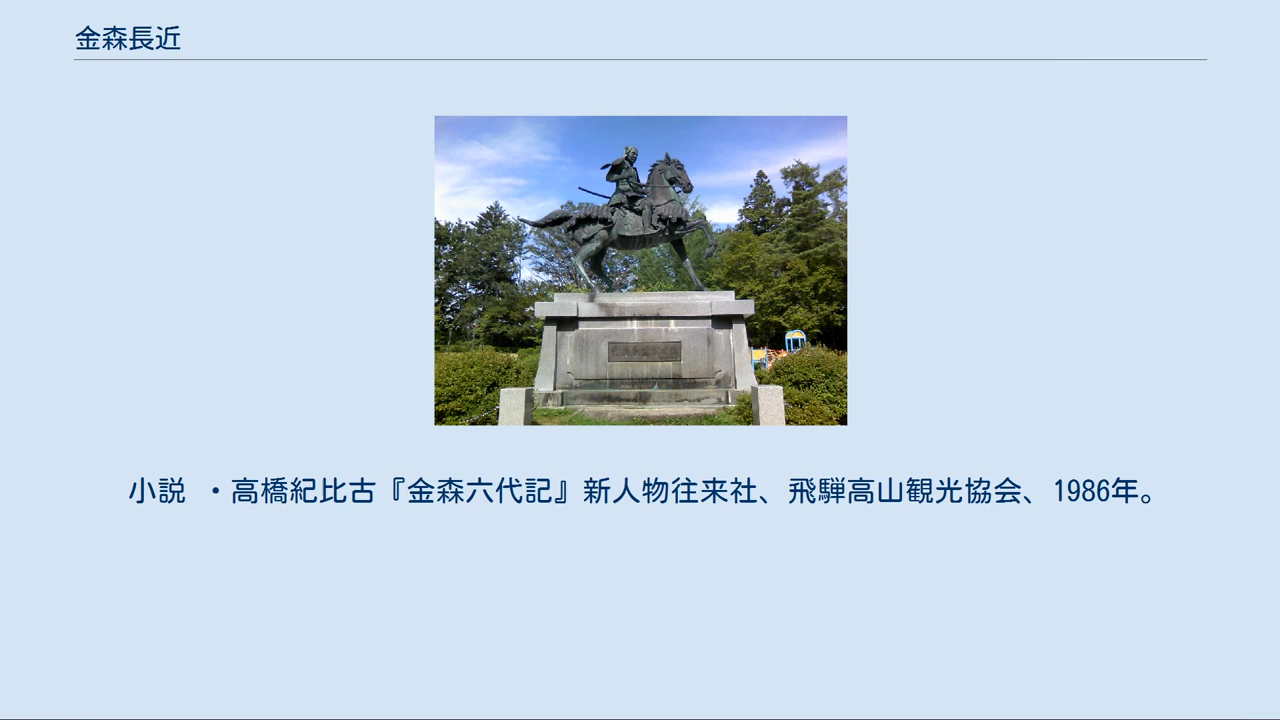 金森長近
小説 ・高橋紀比古『金森六代記』新人物往来社、飛騨高山観光協会、1986年。